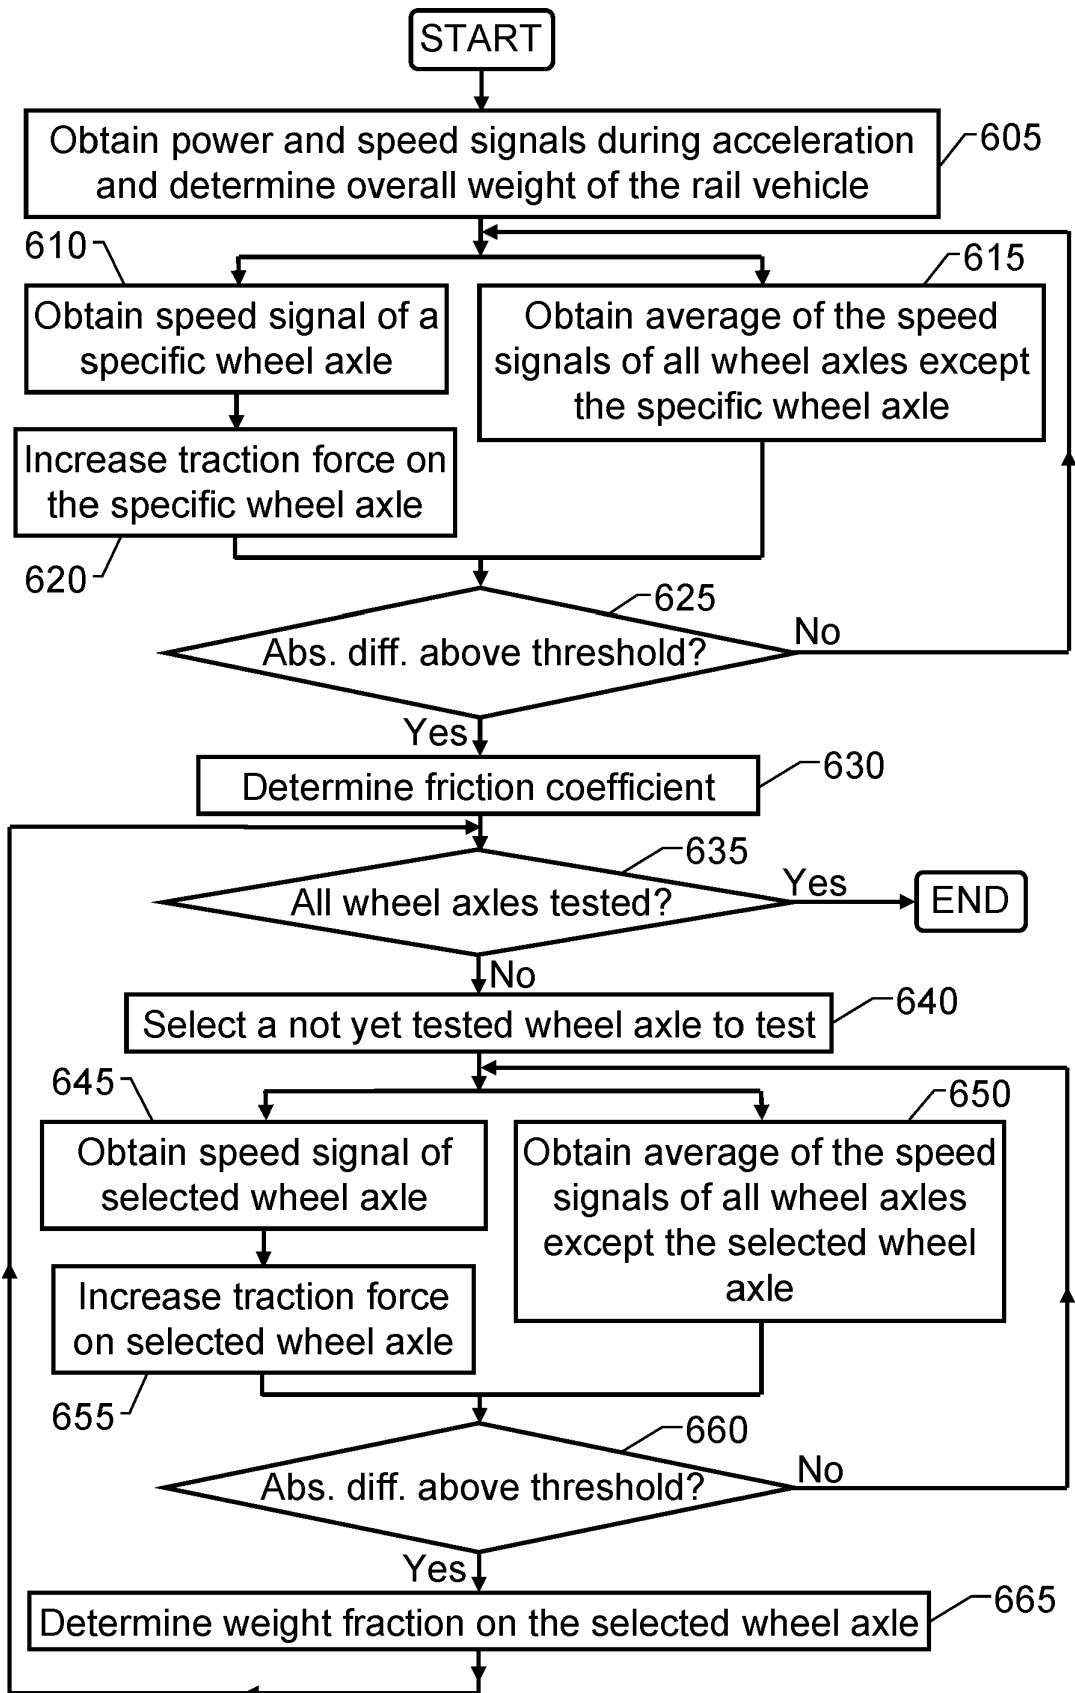 START
Obtain power and speed signals during acceleration
and determine overall weight of the rail vehicle
605
610
Obtain speed signal of a
specific wheel axle
615
Obtain average of the speed
signals of all wheel axles except
the specific wheel axle
Increase traction force on
the specific wheel axle
620
625
Abs. diff. above threshold?
No
Yes
Determine friction coefficient
630
635
All wheel axles tested?
Yes
END
No
Select a not yet tested wheel axle to test
640
645
Obtain speed signal of
selected wheel axle
650
Obtain average of the speed
signals of all wheel axles
except the selected wheel
axle
Increase traction force
on selected wheel axle
655
660
Abs. diff. above threshold?
No
Yes
Determine weight fraction on the selected wheel axle
665